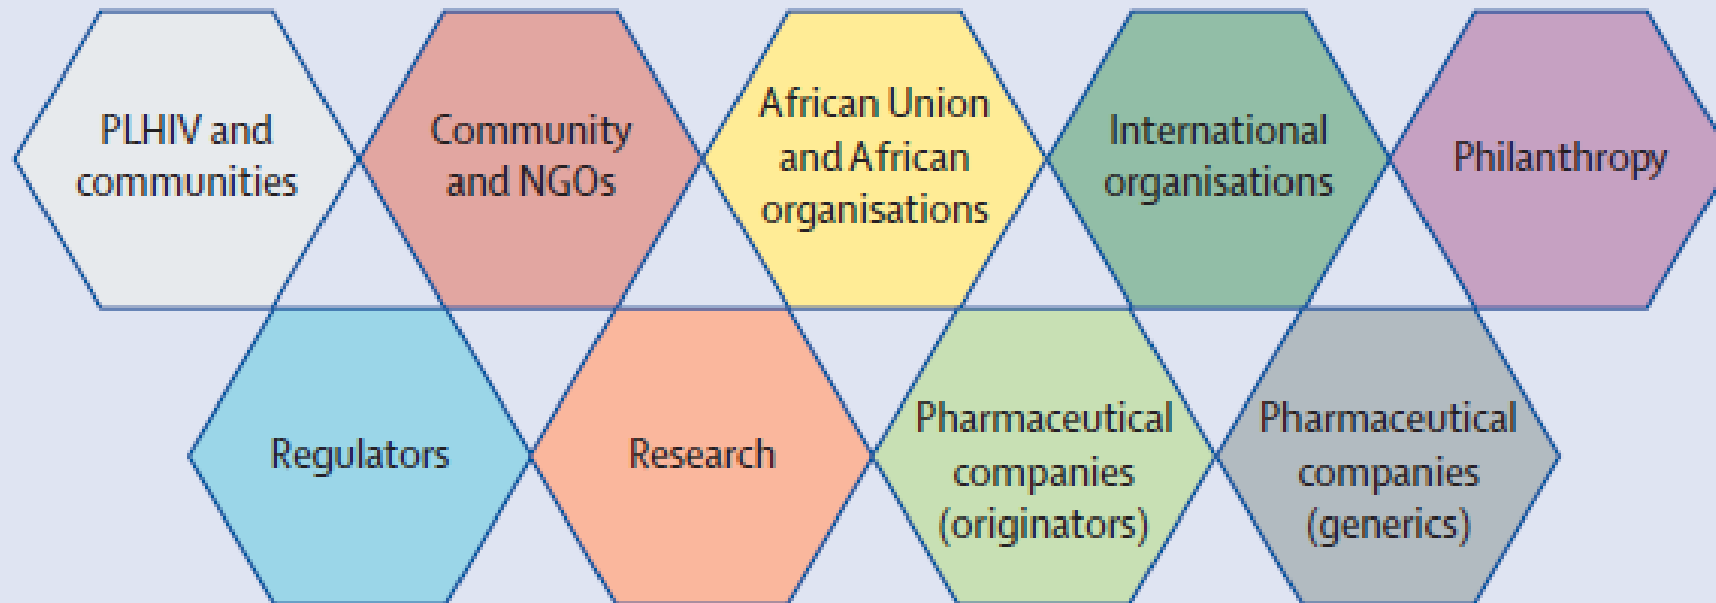 PLHIV and
communities
Community
and NGOs
African Union
and African
organisations
International
organisations
Philanthropy
Regulators
Research
Pharmaceutical
companies
(originators)
Pharmaceutical
companies
(generics)